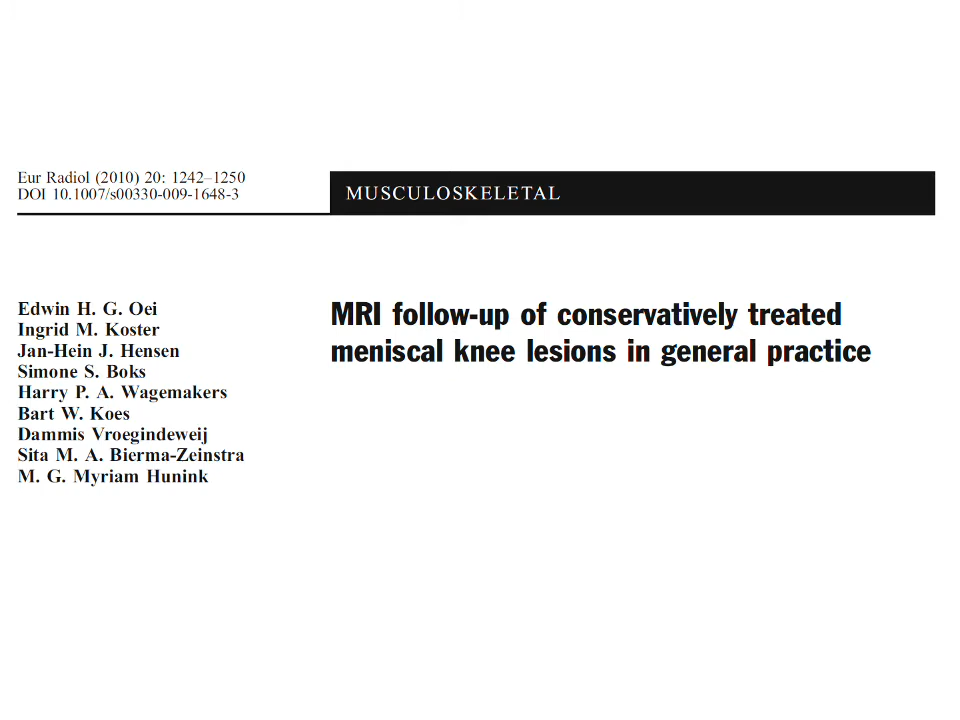 Eur Radiol (2010) 20: 1242–1250
DOI 10.1007/s00330-009-1648-3
MUSCULOSKELETAL
Edwin H. G. Oei
Ingrid M. Koster
Jan-Hein J. Hensen
Simone S. Boks
Harry P. A. Wagemakers
Bart W. Koes
Dammis Vroegindeweij
Sita M. A. Bierma-Zeinstra
M. G. Myriam Hunink
MRI follow-up of conservatively treated
meniscal knee lesions in general practice